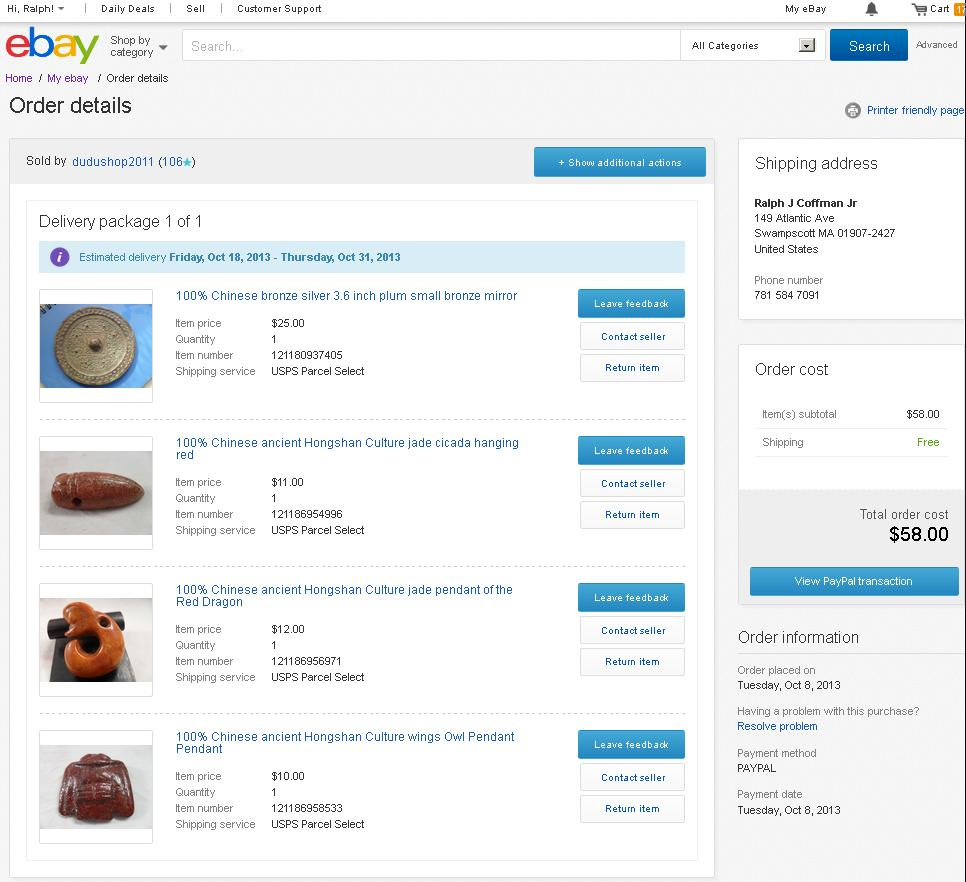 Hi, Ralph!
Daily Deals
Sell
Customer Support
My eBay
Cart
17
ebay
Shop by
category
Search...
All Categories
Search
Advanced
Home / My ebay / Order details
Order details
Printer friendly page
Sold by dudushop2011 (106★)
+ Show additional actions
Delivery package 1 of 1
i Estimated delivery Friday, Oct 18, 2013 - Thursday, Oct 31, 2013
100% Chinese bronze silver 3.6 inch plum small bronze mirror
Item price $25.00
Quantity 1
Item number 121180937405
Shipping service USPS Parcel Select
Leave feedback
Contact seller
Return item
100% Chinese ancient Hongshan Culture jade cicada hanging
red
Item price $11.00
Quantity 1
Item number 121186954996
Shipping service USPS Parcel Select
Leave feedback
Contact seller
Return item
100% Chinese ancient Hongshan Culture jade pendant of the
Red Dragon
Item price $12.00
Quantity 1
Item number 121186956971
Shipping service USPS Parcel Select
Leave feedback
Contact seller
Return item
100% Chinese ancient Hongshan Culture wings Owl Pendant
Pendant
Item price $10.00
Quantity 1
Item number 121186958533
Shipping service USPS Parcel Select
Leave feedback
Contact seller
Return item
Shipping address
Ralph J Coffman Jr
149 Atlantic Ave
Swampscott MA 01907-2427
United States
Phone number
781 584 7091
Order cost
Item(s) subtotal $58.00
Shipping Free
Total order cost
$58.00
View PayPal transaction
Order information
Order placed on
Tuesday, Oct 8, 2013
Having a problem with this purchase?
Resolve problem
Payment method
PAYPAL
Payment date
Tuesday, Oct 8, 2013